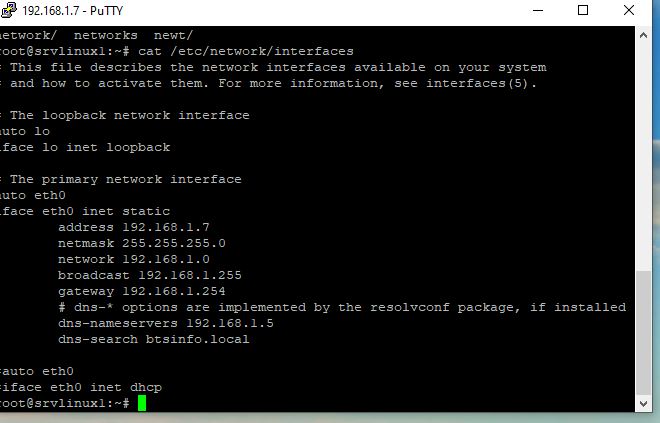 192.168.1.7 - PuTTY
network/  networks  newt/
root@srvlinux1:~# cat /etc/network/interfaces
# This file describes the network interfaces available on your system
# and how to activate them. For more information, see interfaces(5).
# The loopback network interface
auto lo
iface lo inet loopback
# The primary network interface
auto eth0
iface eth0 inet static
address 192.168.1.7
netmask 255.255.255.0
network 192.168.1.0
broadcast 192.168.1.255
gateway 192.168.1.254
# dns-* options are implemented by the resolvconf package, if installed
dns-nameservers 192.168.1.5
dns-search btsinfo.local
#auto eth0
#iface eth0 inet dhcp
root@srvlinux1:~#